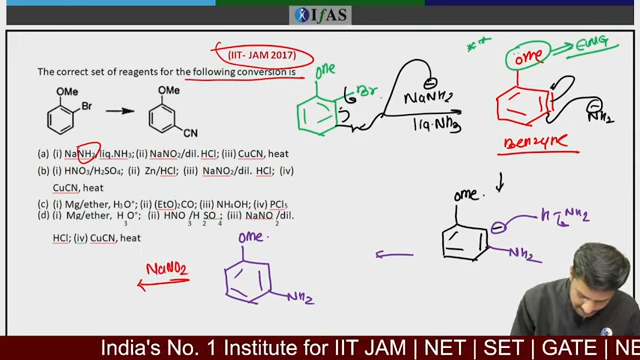 IFAS
(IIT- JAM 2017)
The correct set of reagents for the following conversion is
OMe
Br
OMe
CN
(a) (i) NaNH2/liq.NH3; (ii) NaNO2/dil. HCl; (iii) CuCN, heat
(b) (i) HNO3/H2SO4; (ii) Zn/HCl; (iii) NaNO2/dil. HCl; (iv)
CuCN, heat
(c) (i) Mg/ether, H3O+; (ii) (EtO)2CO; (iii) NH4OH; (iv) PCl5
(d) (i) Mg/ether, H3O+; (ii) HNO3/H2SO4; (iii) NaNO2/dil.
HCl; (iv) CuCN, heat
OMe
Br
NaNH2
liq.NH3
OMe
EWG
NH2
Benzyne
OMe
H NH2
NH2
OMe
NH2
NaNO2
India's No. 1 Institute for IIT JAM | NET | SET | GATE | NE